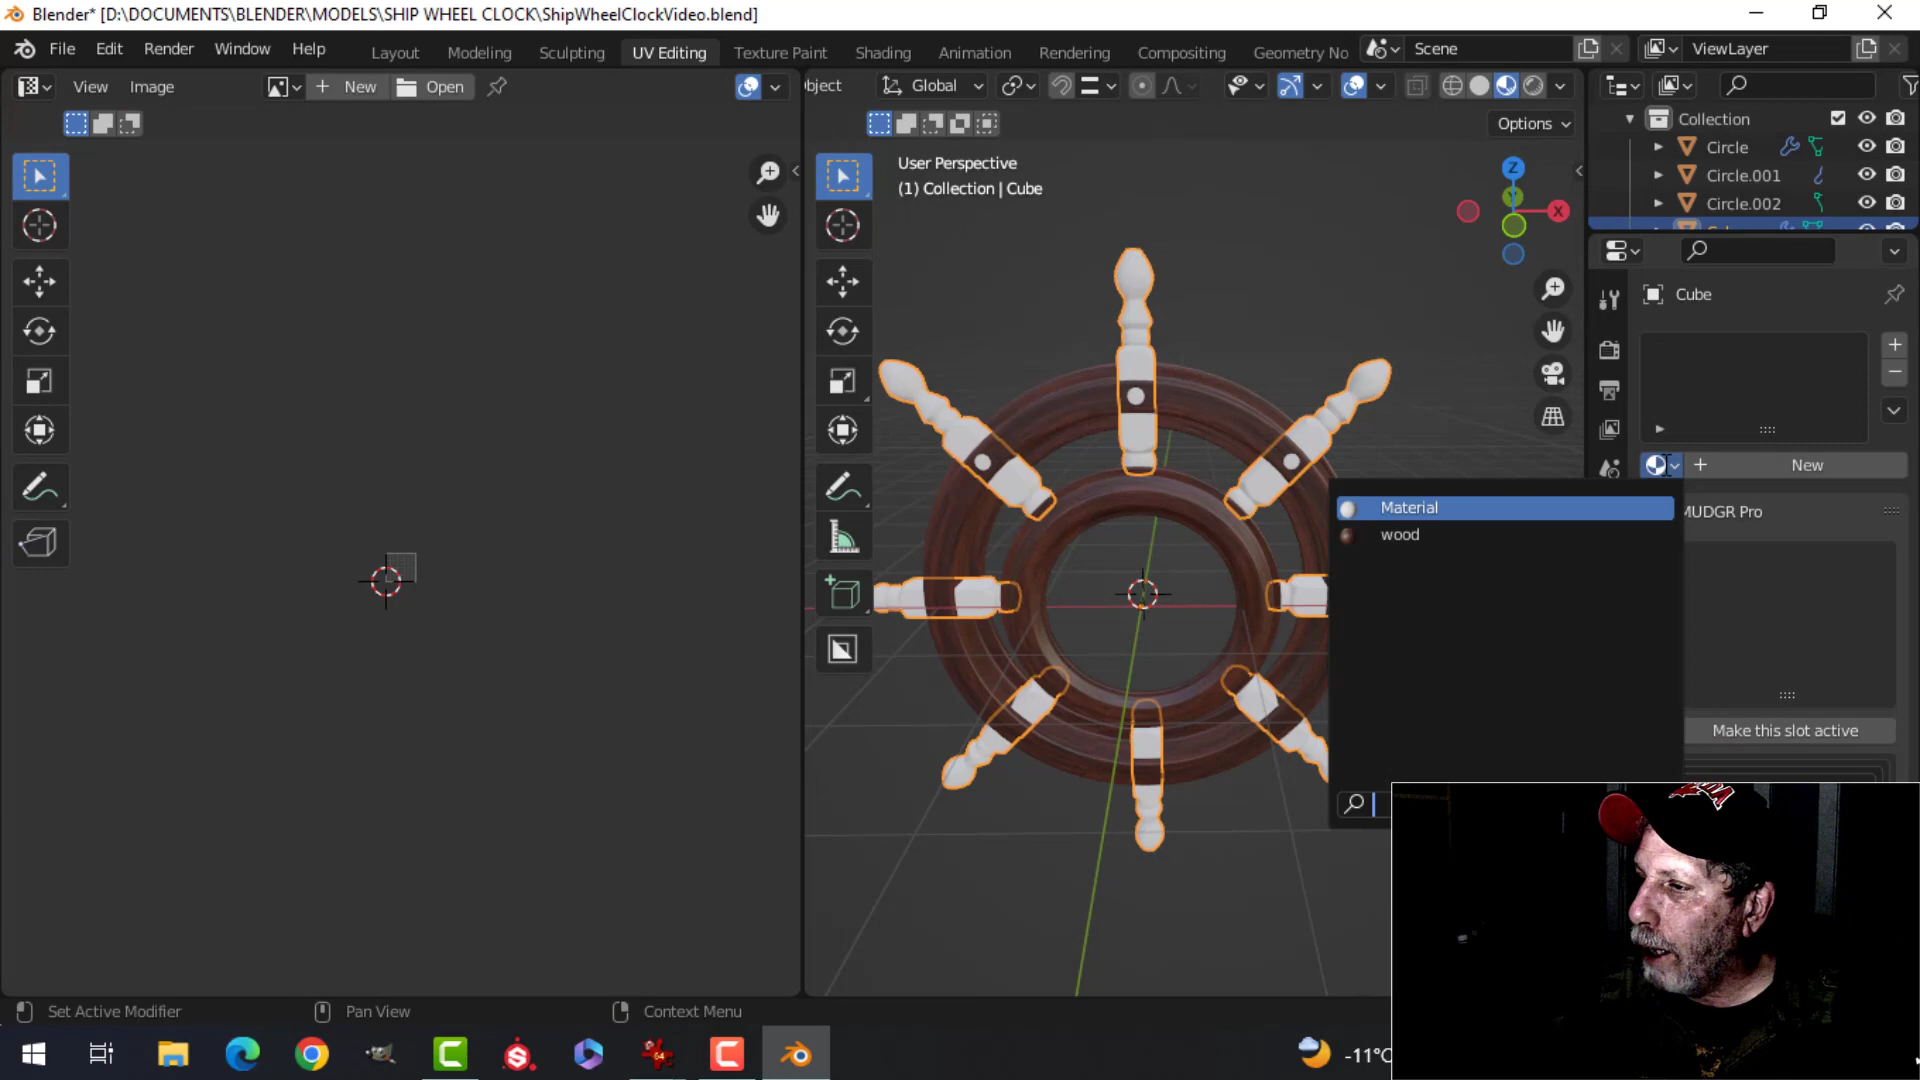 Blender* [D:\DOCUMENTS\BLENDER\MODELS\SHIP WHEEL CLOCK\ShipWheelClockVideo.blend]
File Edit Render Window Help
Layout Modeling Sculpting UV Editing Texture Paint Shading Animation Rendering Compositing Geometry No
Scene
ViewLayer
View Image
New
Open
bject
Global
Options
User Perspective
(1) Collection | Cube
Z
X
Collection
Circle
Circle.001
Circle.002
Cube
New
Material
wood
MUDGR Pro
Make this slot active
Set Active Modifier
Pan View
Context Menu
-11°C